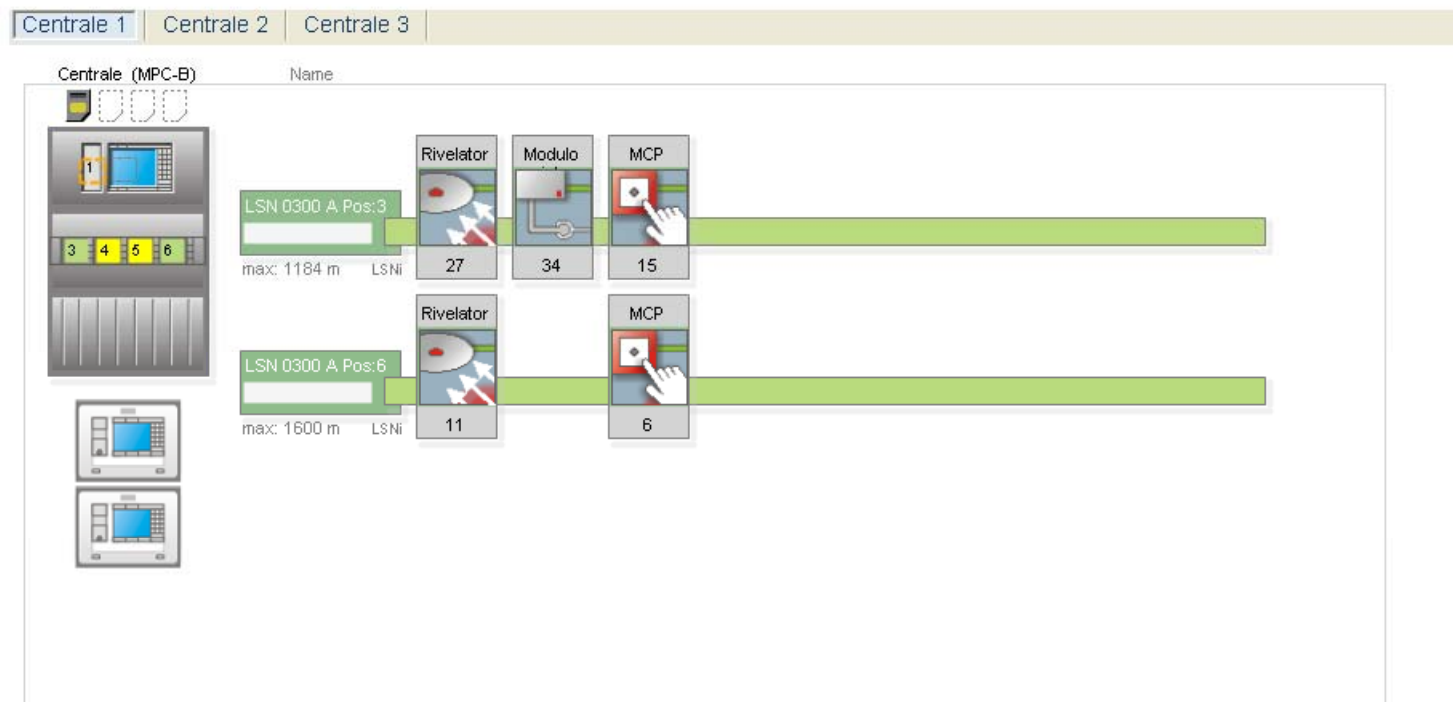 Centrale 1 Centrale 2 Centrale 3
Centrale (MPC-B) Name
1
3 4 5 6
Rivelator Modulo MCP
LSN 0300 A Pos:3
max: 1184 m LSNi
27 34 15
Rivelator MCP
LSN 0300 A Pos:6
max: 1600 m LSNi
11 6